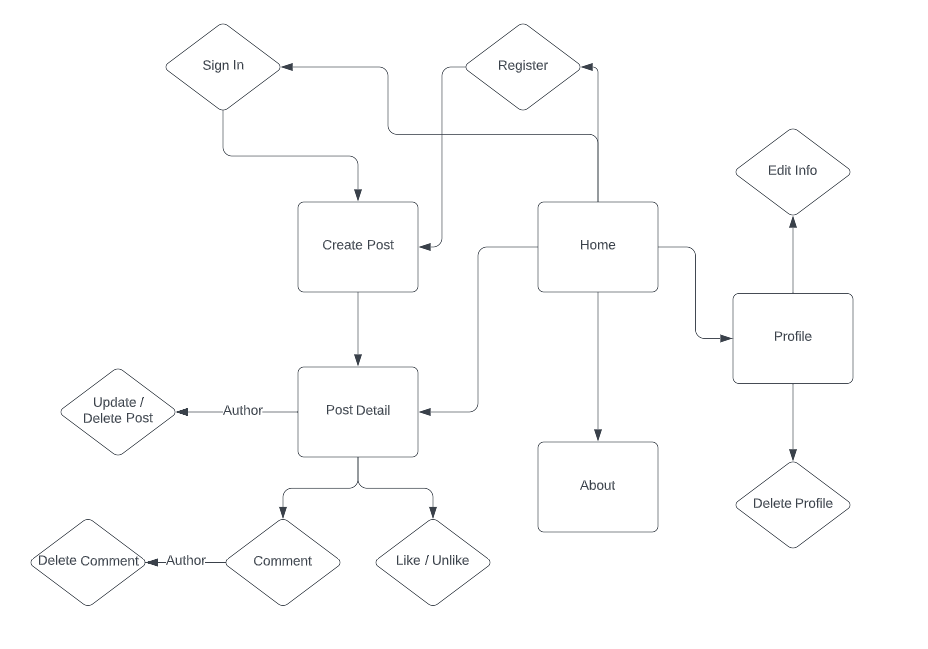 Sign In
Register
Edit Info
Create Post
Home
Profile
Update /
Delete Post
Author
Post Detail
About
Delete Profile
Delete Comment
Author
Comment
Like / Unlike